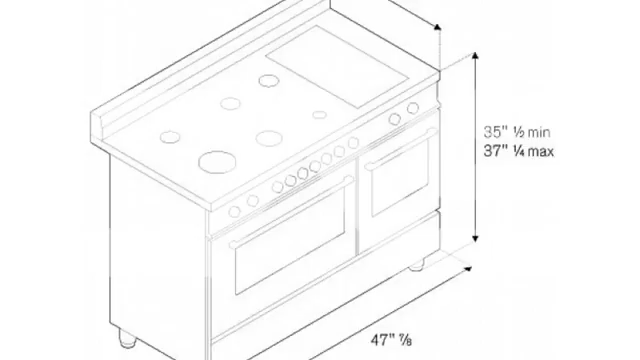 35" ½ min
37" ¼ max
47" ⅞